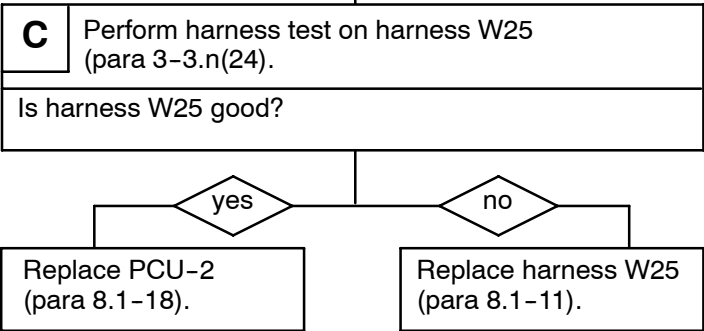 C
Perform harness test on harness W25
(para 3-3.n(24).
Is harness W25 good?
yes
no
Replace PCU-2
(para 8.1-18).
Replace harness W25
(para 8.1-11).